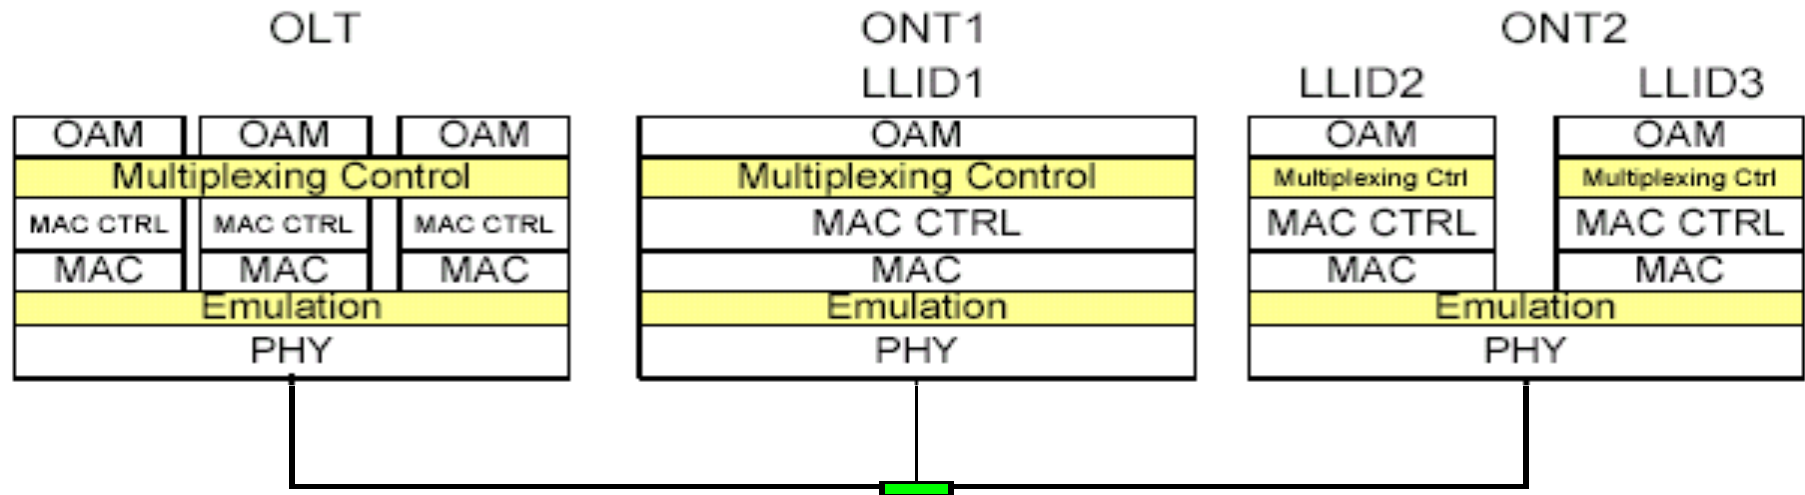 OLT ONT1 ONT2
LLID1 LLID2 LLID3
OAM OAM OAM OAM OAM OAM
Multiplexing Control Multiplexing Control Multiplexing Ctrl Multiplexing Ctrl
MAC CTRL MAC CTRL MAC CTRL MAC CTRL MAC CTRL MAC CTRL
MAC MAC MAC MAC MAC MAC
Emulation Emulation Emulation
PHY PHY PHY